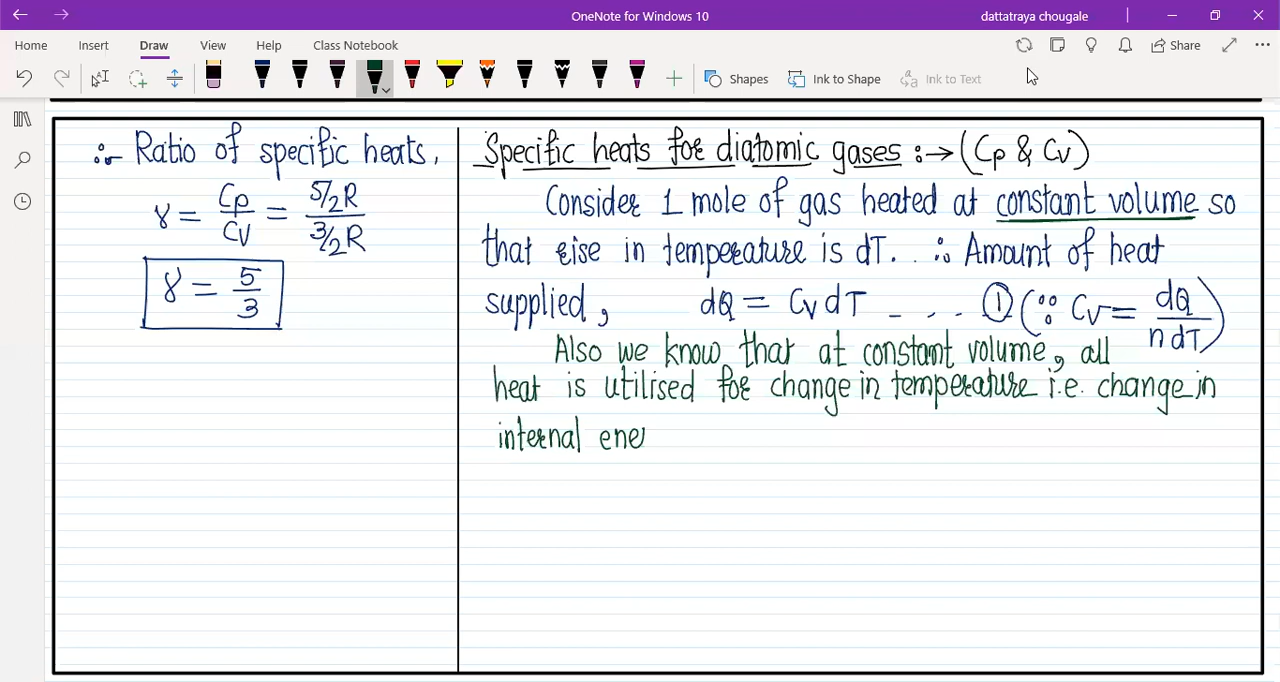 OneNote for Windows 10
dattatraya chougale
Home Insert Draw View Help Class Notebook Share
Shapes Ink to Shape Ink to Text
∴ Ratio of specific heats,
γ = Cp/Cv = 5/2R / 3/2R
γ = 5/3
Specific heats for diatomic gases :→ (Cp & Cv)
Consider 1 mole of gas heated at constant volume so
that rise in temperature is dT. ∴ Amount of heat
supplied, dQ = Cv dT - . - . ① (∵ Cv = dQ/n dT)
Also we know that at constant volume, all
heat is utilised for change in temperature i.e. change in
internal ene